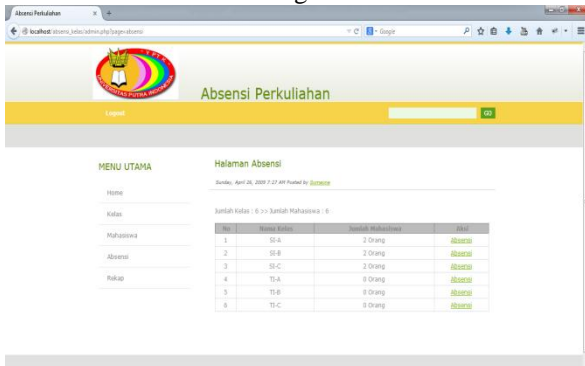 Absensi Perkuliahan
localhost/absensi_kelas/admin.php?page=absensi
Google
UNIVERSITAS PUTRA INDONESIA
Absensi Perkuliahan
Logout
GO
MENU UTAMA
Home
Kelas
Mahasiswa
Absensi
Rekap
Halaman Absensi
Sunday, April 26, 2009 7:27 AM Posted by Someone
Jumlah Kelas : 6 >> Jumlah Mahasiswa : 6
No Nama Kelas Jumlah Mahasiswa Aksi
1 SI-A 2 Orang Absensi
2 SI-B 2 Orang Absensi
3 SI-C 2 Orang Absensi
4 TI-A 0 Orang Absensi
5 TI-B 0 Orang Absensi
6 TI-C 0 Orang Absensi